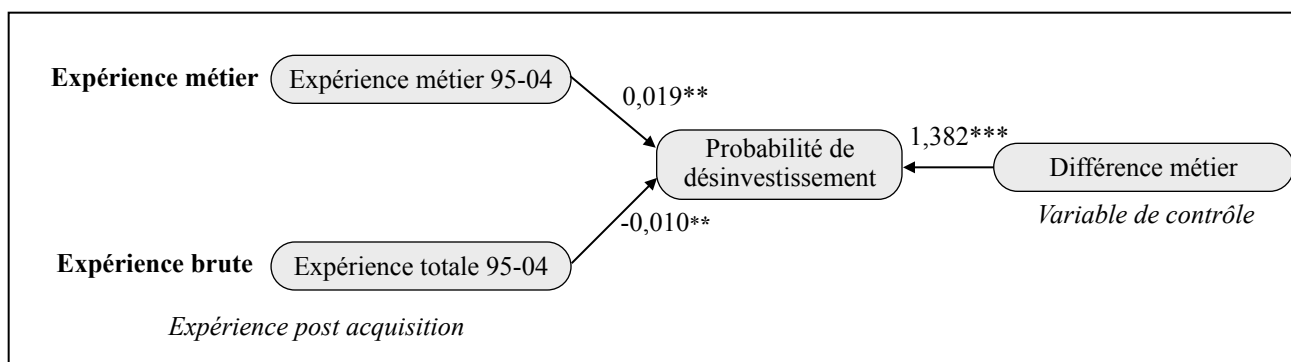 Expérience métier
Expérience métier 95-04
0,019**
Probabilité de
désinvestissement
1,382***
Différence métier
Variable de contrôle
-0,010**
Expérience brute
Expérience totale 95-04
Expérience post acquisition